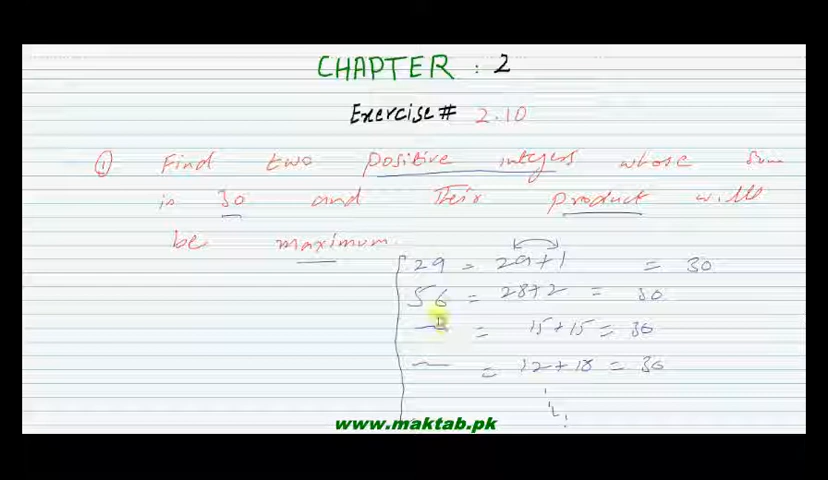 CHAPTER : 2
Exercise# 2.10
① Find two positive integers whose sum
is 30 and their product will
be maximum.
29 = 29+1 = 30
56 = 28+2 = 30
= 15+15 = 30
= 12+18 = 30
www.maktab.pk